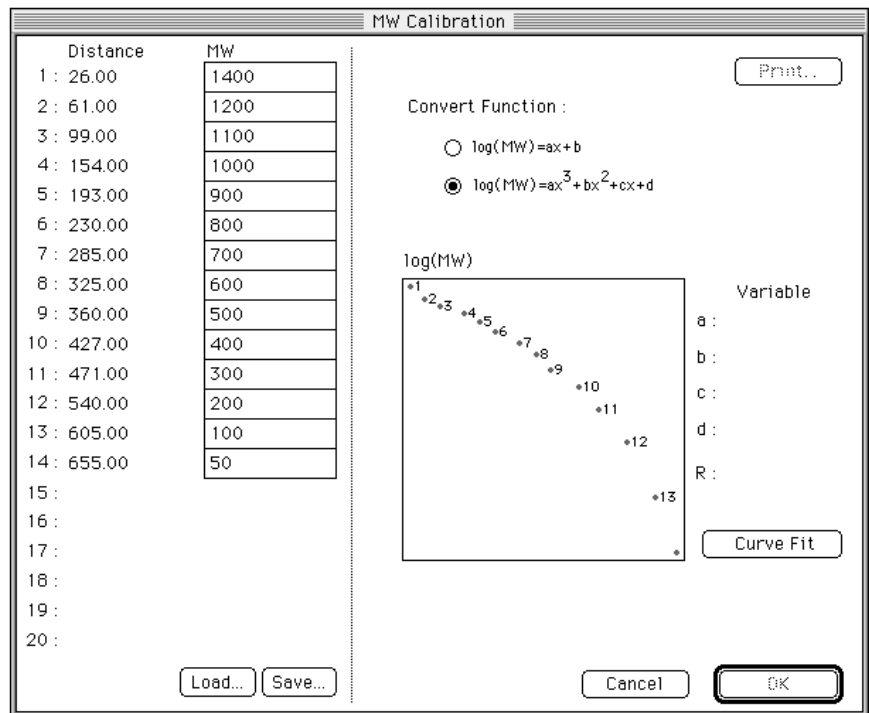 MW Calibration
Distance MW
1 : 26.00 1400
2 : 61.00 1200
3 : 99.00 1100
4 : 154.00 1000
5 : 193.00 900
6 : 230.00 800
7 : 285.00 700
8 : 325.00 600
9 : 360.00 500
10 : 427.00 400
11 : 471.00 300
12 : 540.00 200
13 : 605.00 100
14 : 655.00 50
15 :
16 :
17 :
18 :
19 :
20 :
Load... Save...
Print...
Convert Function :
log(MW)=ax+b
log(MW)=ax³+bx²+cx+d
log(MW)
1
2
3
4
5
6
7
8
9
10
11
12
13
Variable
a :
b :
c :
d :
R :
Curve Fit
Cancel OK